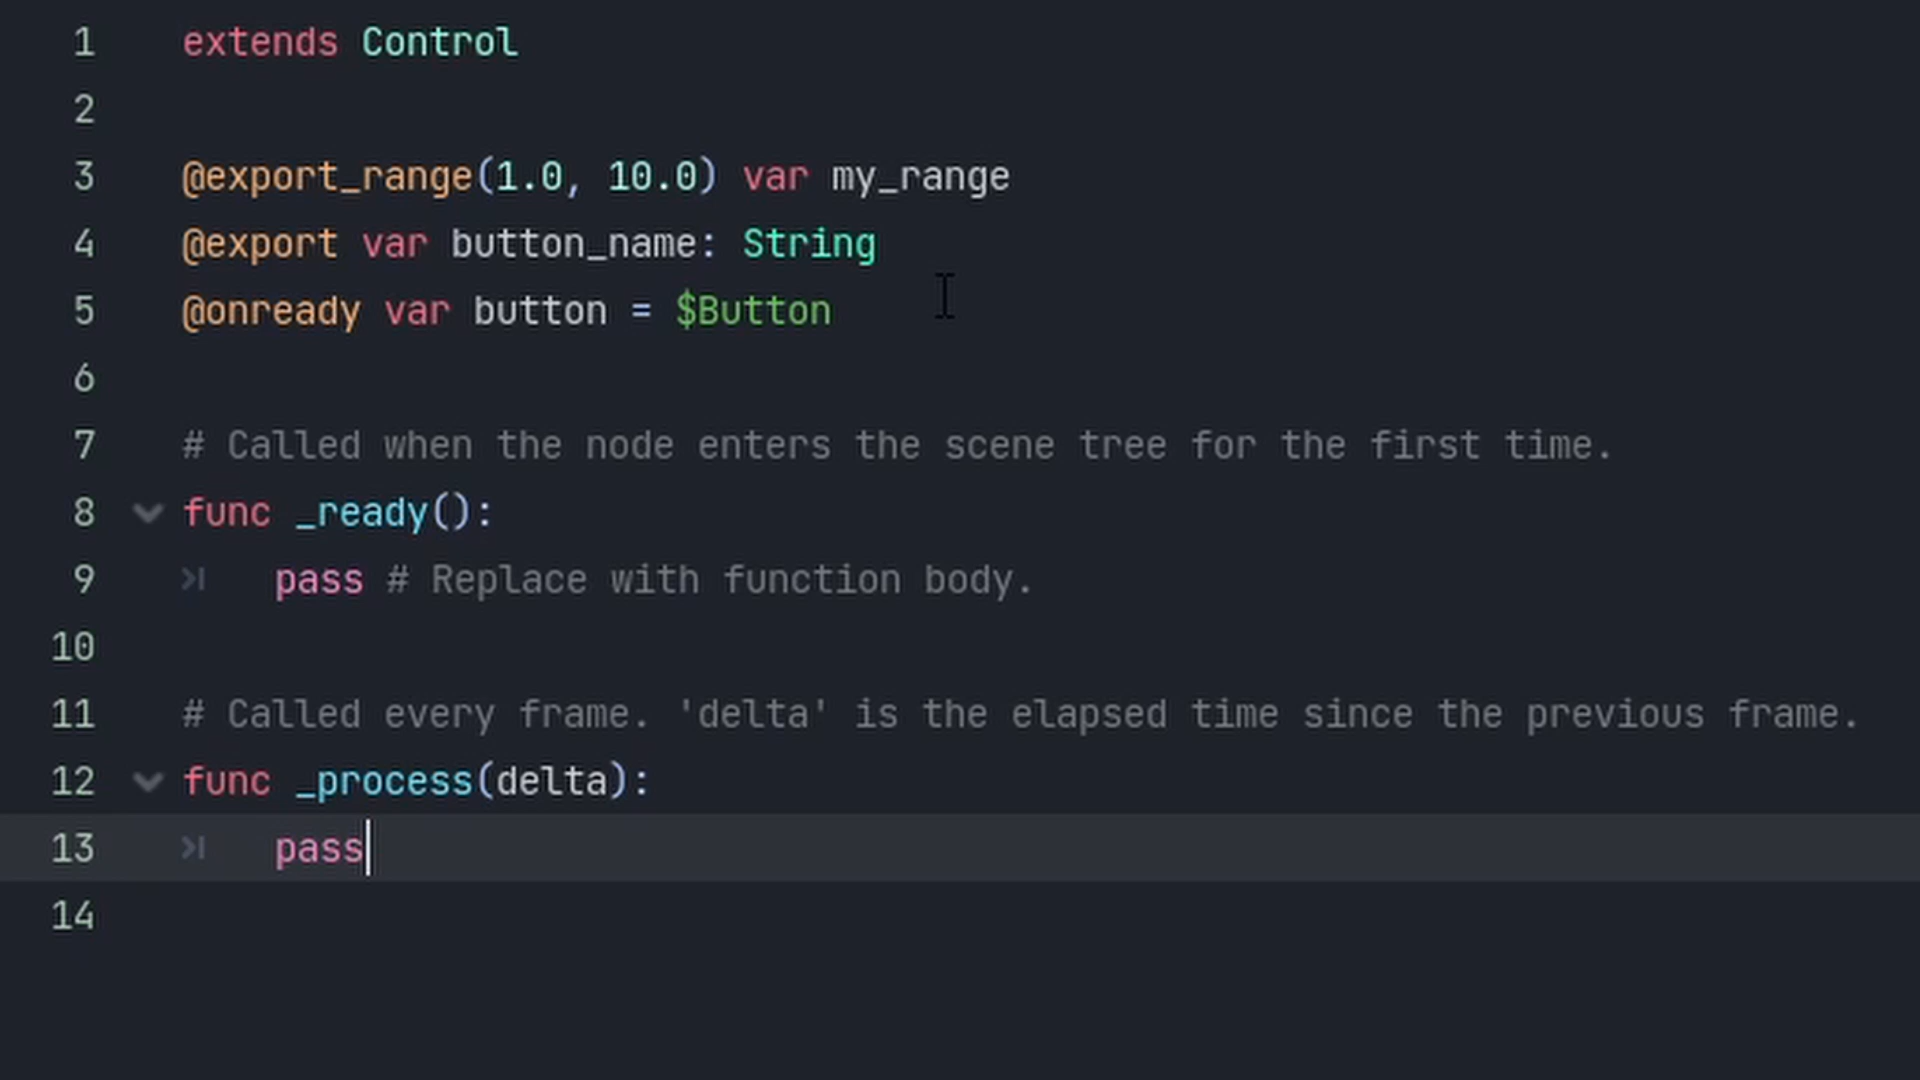 1 extends Control
2
3 @export_range(1.0, 10.0) var my_range
4 @export var button_name: String
5 @onready var button = $Button
6
7 # Called when the node enters the scene tree for the first time.
8 func _ready():
9 pass # Replace with function body.
10
11 # Called every frame. 'delta' is the elapsed time since the previous frame.
12 func _process(delta):
13 pass
14